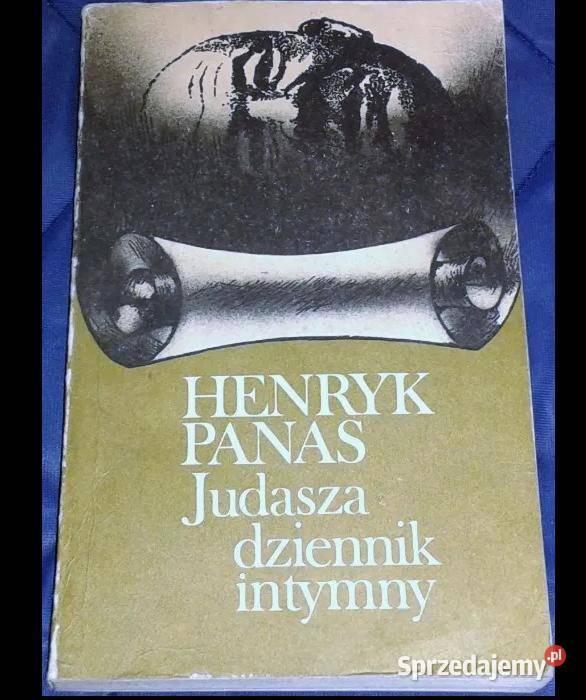 HENRYK
PANAS
Judasza
dziennik
intymny
Sprzedajemy.pl